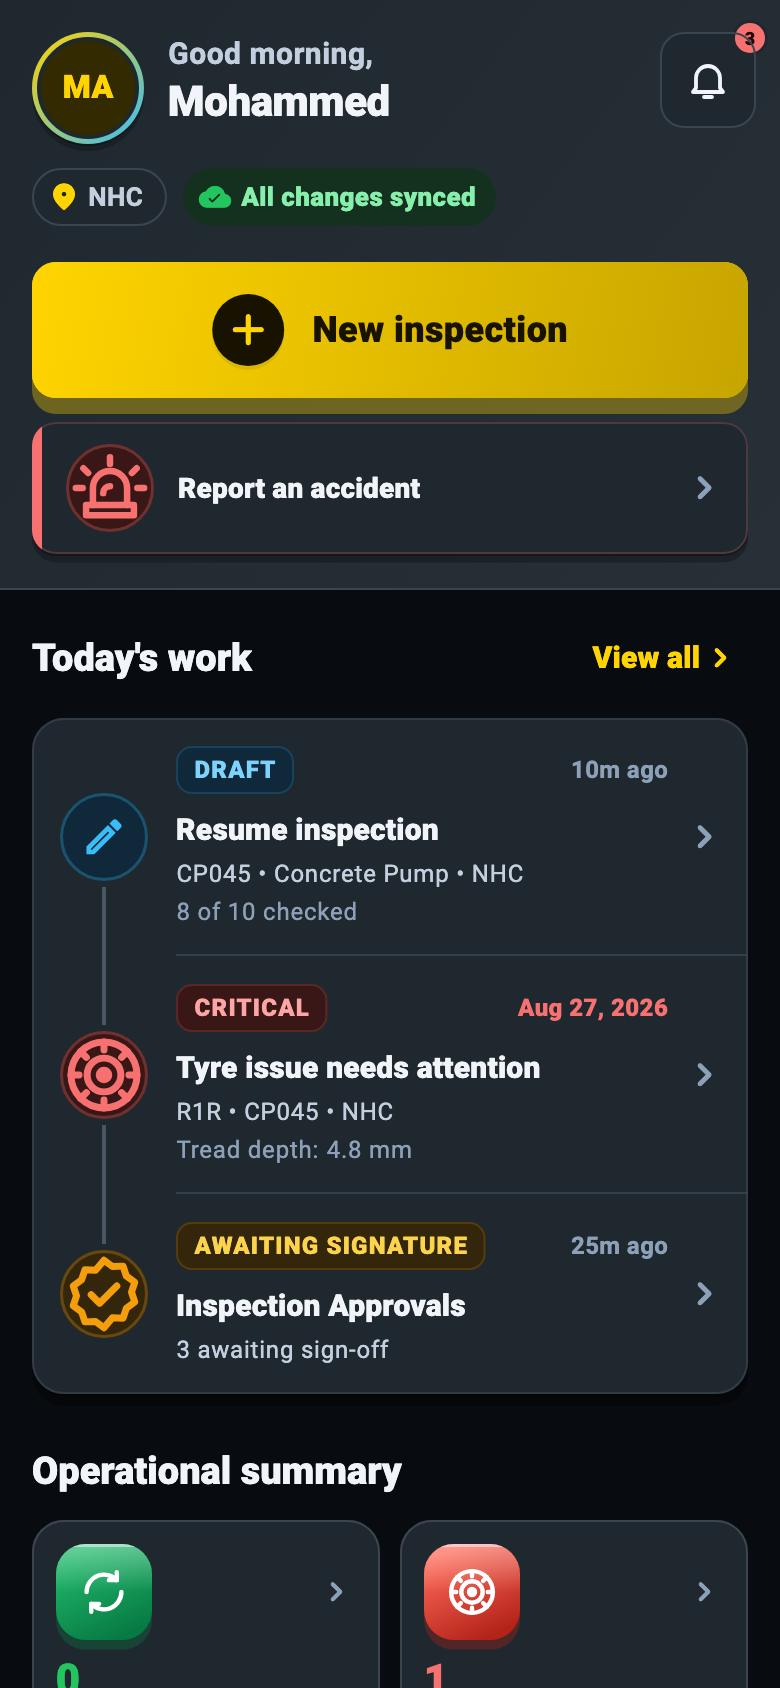 MA
Good morning,
Mohammed
3
NHC
All changes synced
New inspection
Report an accident
Today's work
View all
DRAFT
10m ago
Resume inspection
CP045 • Concrete Pump • NHC
8 of 10 checked
CRITICAL
Aug 27, 2026
Tyre issue needs attention
R1R • CP045 • NHC
Tread depth: 4.8 mm
AWAITING SIGNATURE
25m ago
Inspection Approvals
3 awaiting sign-off
Operational summary
0
1